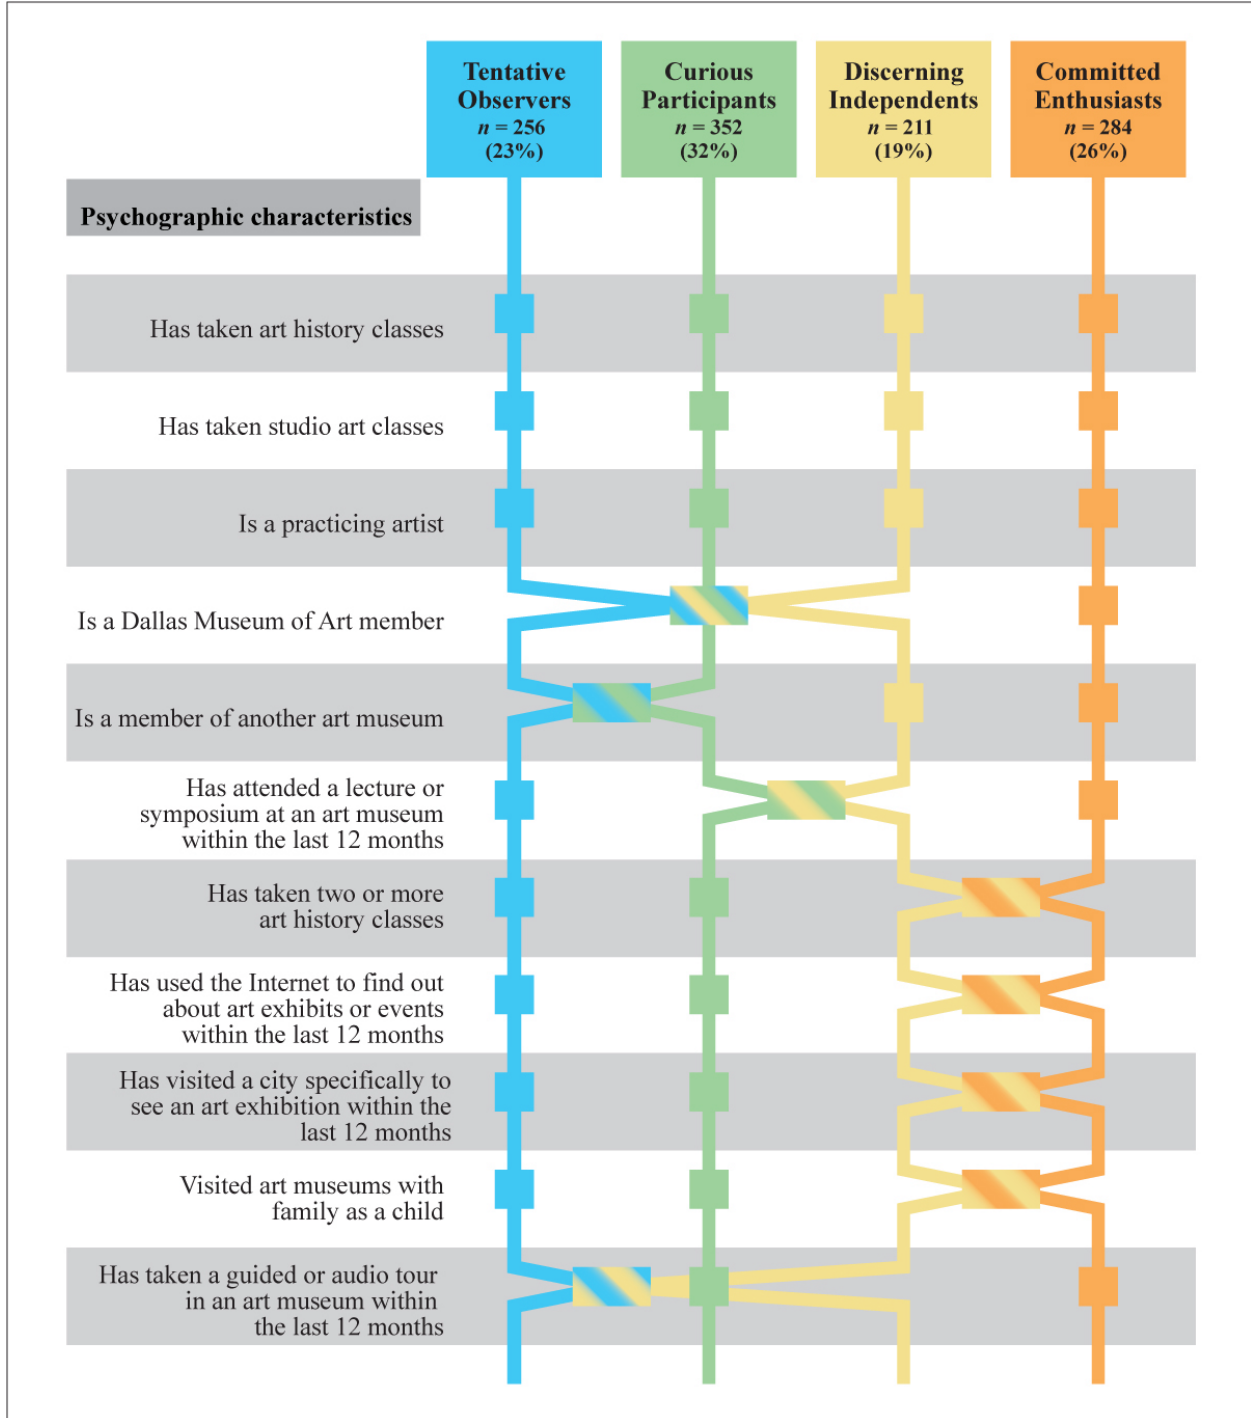 Tentative
Observers
n = 256
(23%)
Curious
Participants
n = 352
(32%)
Discerning
Independents
n = 211
(19%)
Committed
Enthusiasts
n = 284
(26%)
Psychographic characteristics
Has taken art history classes
Has taken studio art classes
Is a practicing artist
Is a Dallas Museum of Art member
Is a member of another art museum
Has attended a lecture or
symposium at an art museum
within the last 12 months
Has taken two or more
art history classes
Has used the Internet to find out
about art exhibits or events
within the last 12 months
Has visited a city specifically to
see an art exhibition within the
last 12 months
Visited art museums with
family as a child
Has taken a guided or audio tour
in an art museum within
the last 12 months